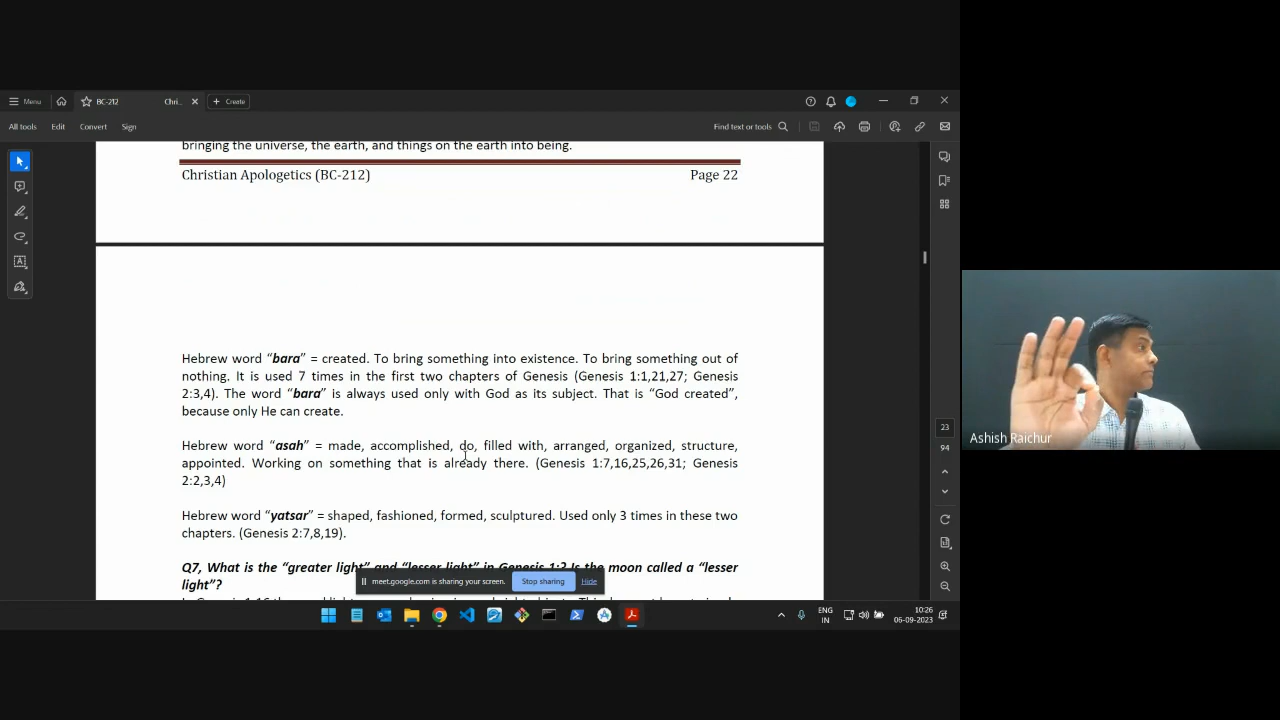 Menu
BC-212
Chri...
Create
All tools
Edit
Convert
Sign
Find text or tools
bringing the universe, the earth, and things on the earth into being.
Christian Apologetics (BC-212)
Page 22
Hebrew word “bara” = created. To bring something into existence. To bring something out of
nothing. It is used 7 times in the first two chapters of Genesis (Genesis 1:1,21,27; Genesis
2:3,4). The word “bara” is always used only with God as its subject. That is “God created”,
because only He can create.
Hebrew word “asah” = made, accomplished, do, filled with, arranged, organized, structure,
appointed. Working on something that is already there. (Genesis 1:7,16,25,26,31; Genesis
2:2,3,4)
Hebrew word “yatsar” = shaped, fashioned, formed, sculptured. Used only 3 times in these two
chapters. (Genesis 2:7,8,19).
Q7, What is the “greater light” and “lesser light” in Genesis 1:? Is the moon called a “lesser
light”?
23
94
meet.google.com is sharing your screen.
Stop sharing
Hide
ENG
IN
10:26
06-09-2023
Ashish Raichur